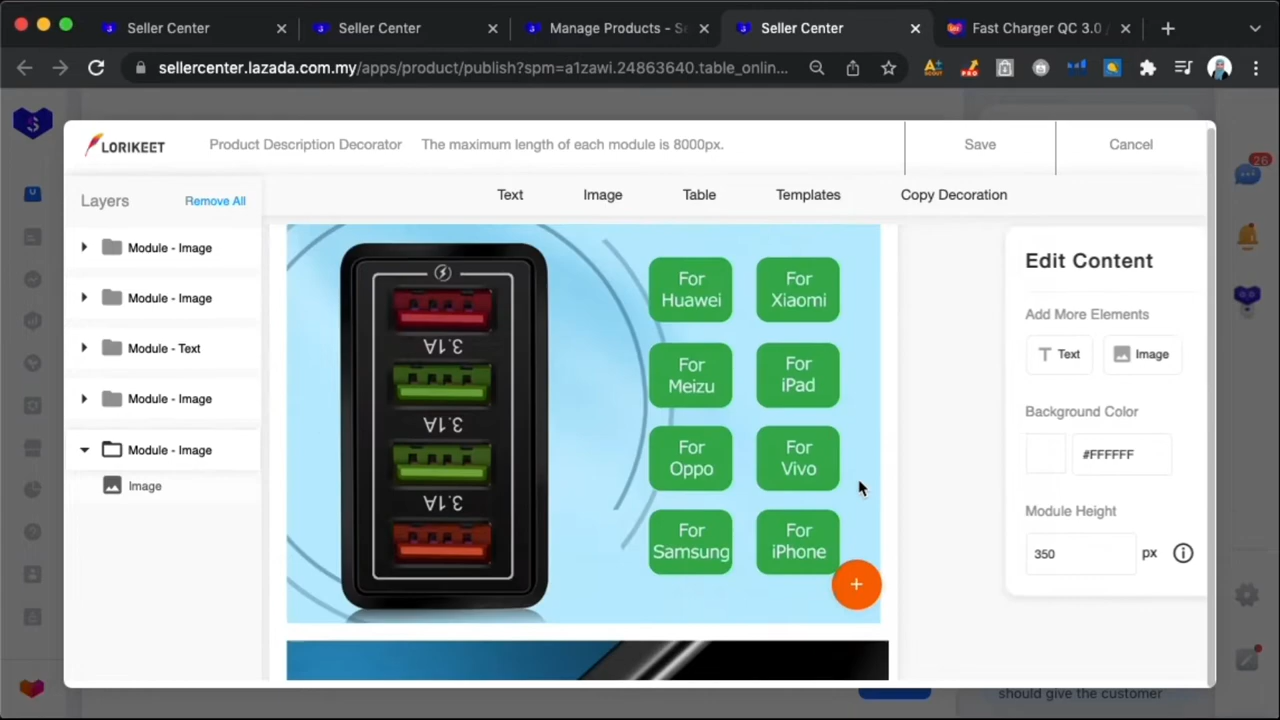 Seller Center
Seller Center
Manage Products - Se
Seller Center
Fast Charger QC 3.0
sellercenter.lazada.com.my/apps/product/publish?spm=a1zawi.24863640.table_onlin...
26
LORIKEET
Product Description Decorator
The maximum length of each module is 8000px.
Save
Cancel
Layers
Remove All
Text
Image
Table
Templates
Copy Decoration
Module - Image
Module - Image
Module - Text
Module - Image
Module - Image
Image
3.1A
3.1A
3.1A
3.1A
For
Huawei
For
Xiaomi
For
Meizu
For
iPad
For
Oppo
For
Vivo
For
Samsung
For
iPhone
+
Edit Content
Add More Elements
Text
Image
Background Color
#FFFFFF
Module Height
350
px
should give the customer